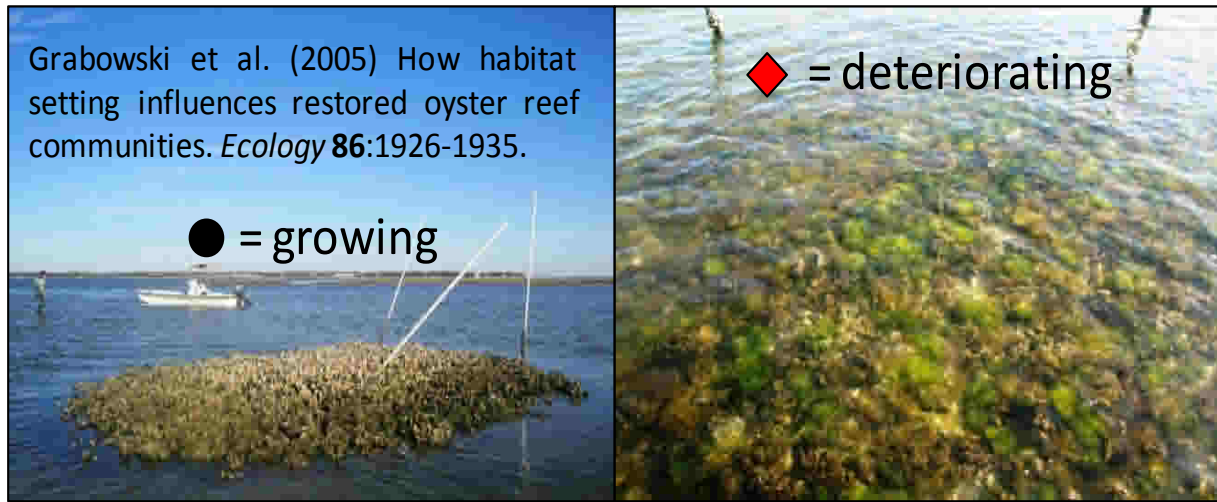 Grabowski et al. (2005) How habitat
setting influences restored oyster reef
communities. Ecology 86:1926-1935.
= growing
= deteriorating